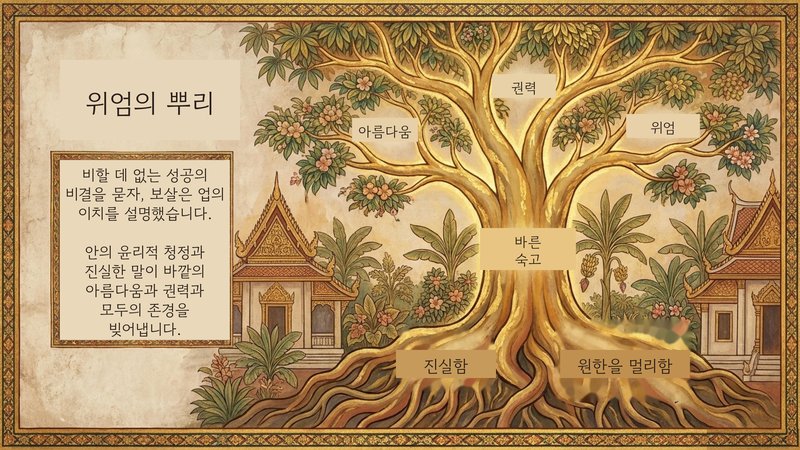 위엄의 뿌리
비할 데 없는 성공의
비결을 묻자, 보살은 업의
이치를 설명했습니다.
안의 윤리적 청정과
진실한 말이 바깥의
아름다움과 권력과
모두의 존경을
빚어냅니다.
권력
아름다움
위엄
바른
숙고
진실함
원한을 멀리함